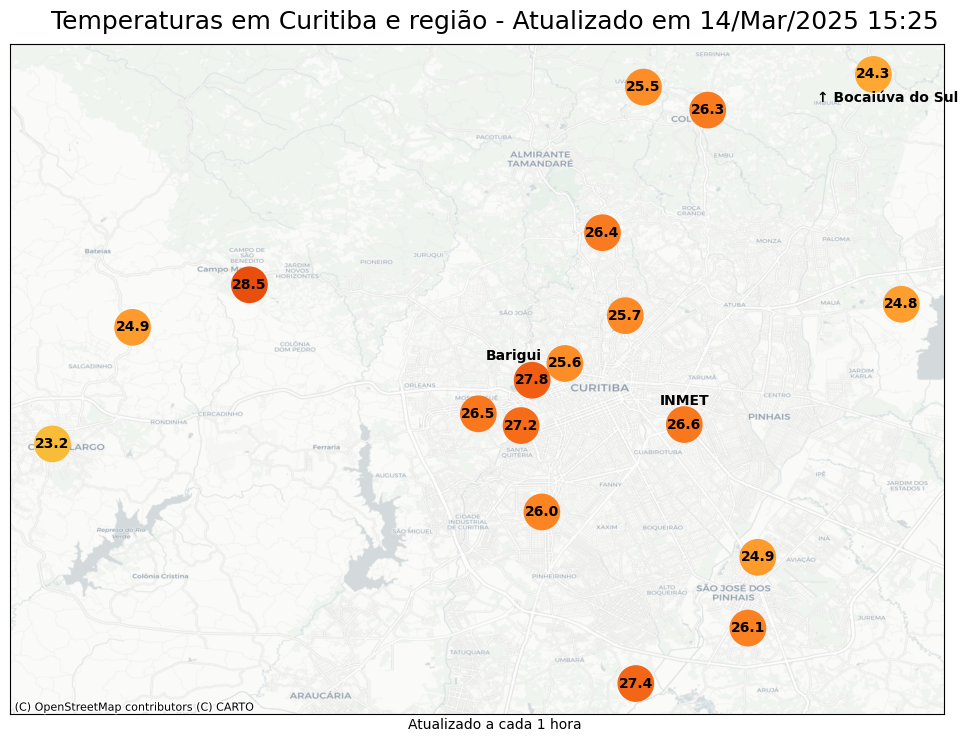 Temperaturas em Curitiba e região - Atualizado em 14/Mar/2025 15:25
SERRINHA
24.3
25.5
↑ Bocaiúva do Sul
26.3
PACOTUBA
ALMIRANTE
TAMANDARÉ
EMBU
ROÇA
GRANDE
26.4
MONZA
PALOMA
Bateias
CAMPO DE
SÃO
BENEDITO
JURUQUI
PIONEIRO
JARDIM
NOVOS
HORIZONTES
Campo M
28.5
24.8
MAUÁ
ATUBA
SÃO JOÃO
25.7
24.9
COLÔNIA
DOM PEDRO
Barigui
25.6
SALGADINHO
JARDIM
KARLA
27.8
TARUMÃ
ORLEANS
CURITIBA
CENTRO
INMET
26.5
CERCADINHO
RONDINHA
PINHAIS
27.2
26.6
23.2
LARGO
Ferraria
SANTA
QUITÉRIA
GUABIROTUBA
AUGUSTA
IPÊ
FANNY
JARDIM DOS
ESTADOS I
26.0
CIDADE
INDUSTRIAL
DE CURITIBA
SÃO MIGUEL
XAXIM
BOQUEIRÃO
Represa do Rio
Verde
INÁ
24.9
AVIAÇÃO
Colônia Cristina
PINHEIRINHO
ALTO
BOQUEIRÃO
SÃO JOSÉ DOS
PINHAIS
JUREMA
26.1
TATUQUARA
UMBARÁ
27.4
ARUJÁ
ARAUCÁRIA
(C) OpenStreetMap contributors (C) CARTO
Atualizado a cada 1 hora